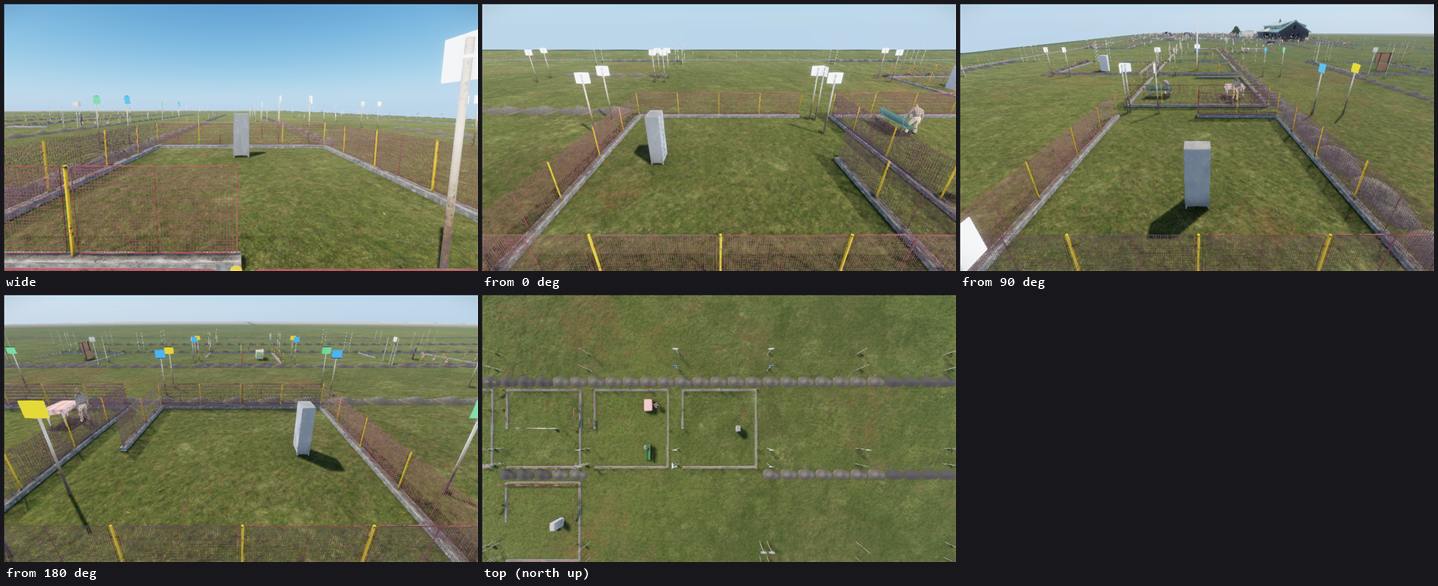 wide
from 0 deg
from 90 deg
from 180 deg
top (north up)